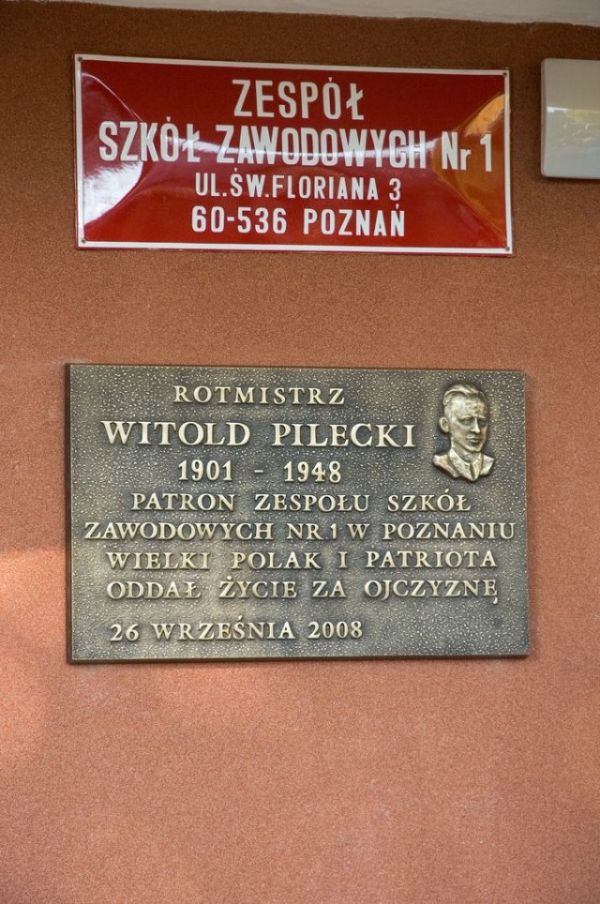 ZESPÓŁ
SZKÓŁ ZAWODOWYCH Nr 1
UL.ŚW.FLORIANA 3
60-536 POZNAŃ
ROTMISTRZ
WITOLD PILECKI
1901 - 1948
PATRON ZESPOŁU SZKÓŁ
ZAWODOWYCH NR 1 W POZNANIU
WIELKI POLAK I PATRIOTA
ODDAŁ ŻYCIE ZA OJCZYZNĘ
26 WRZEŚNIA 2008